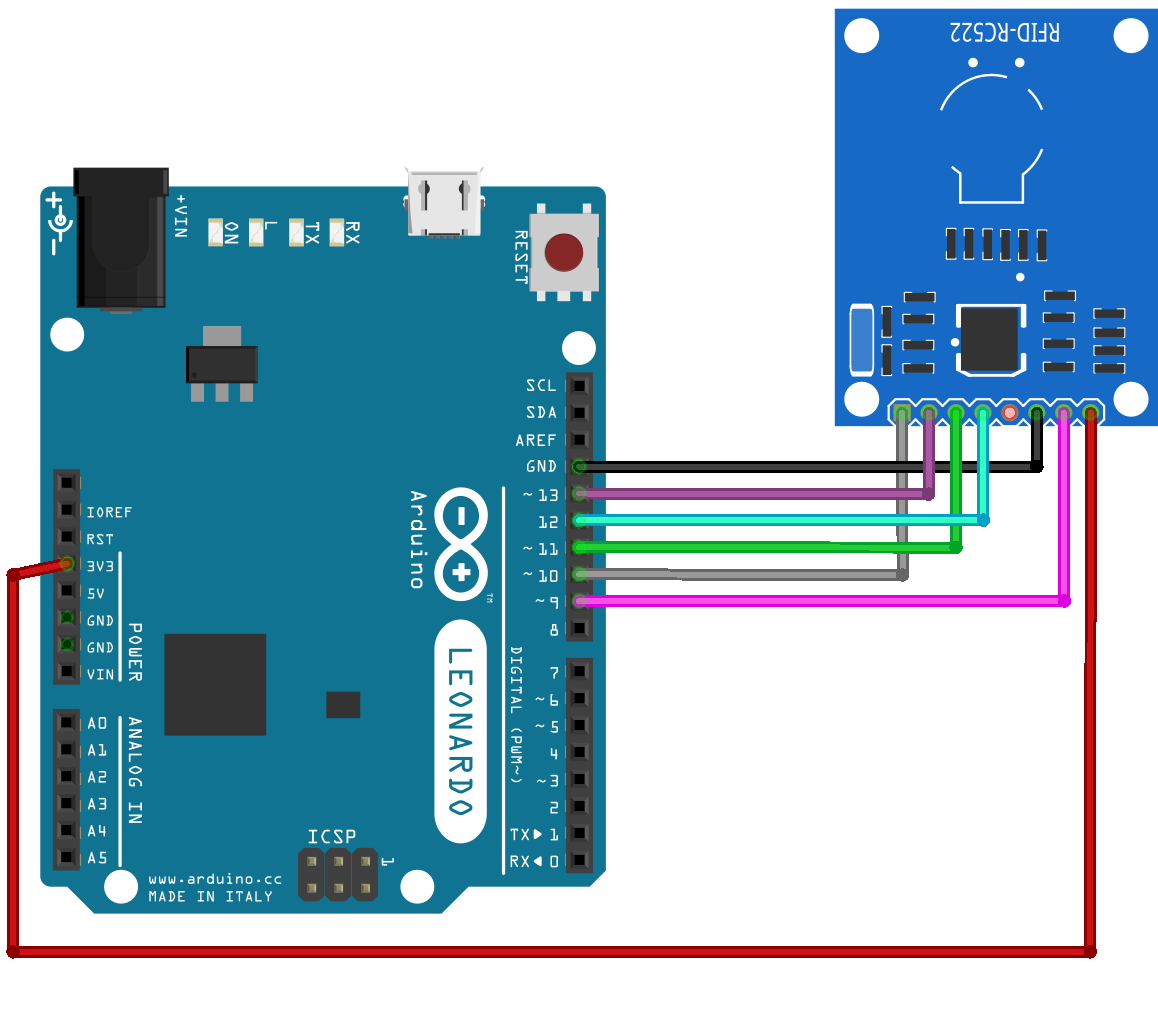 RFID-RC522
+VIN
ON
L
TX
RX
RESET
SCL
SDA
AREF
GND
~13
12
~11
~10
~9
8
IOREF
RST
3V3
5V
GND
GND
VIN
POWER
Arduino
TM
LEONARDO
DIGITAL (PWM~)
7
~6
~5
4
~3
2
TX▶1
RX◀0
A0
A1
A2
A3
A4
A5
ANALOG IN
ICSP
1
www.arduino.cc
MADE IN ITALY